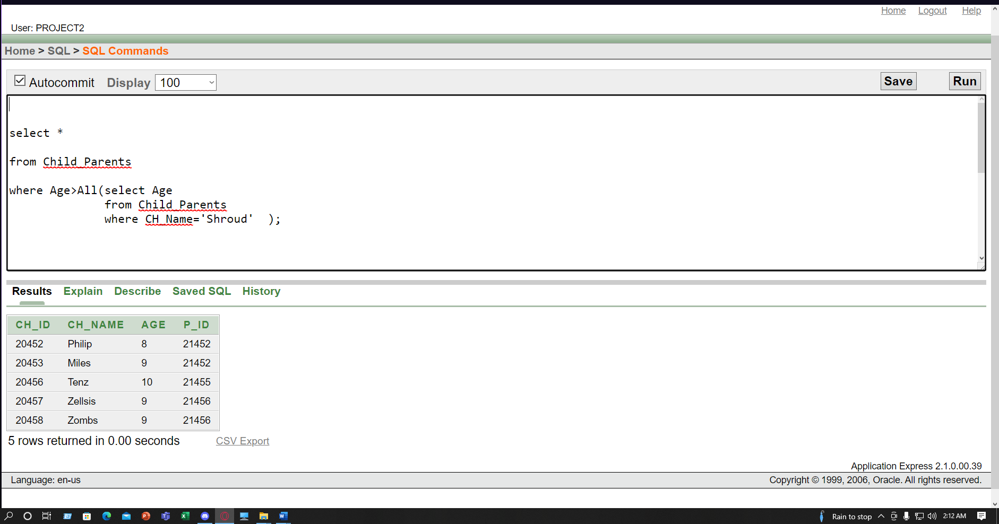 Home Logout Help
User: PROJECT2
Home > SQL > SQL Commands
Autocommit Display 100 Save Run
select *
from Child_Parents
where Age>All(select Age
from Child_Parents
where CH_Name='Shroud' );
Results Explain Describe Saved SQL History
CH_ID CH_NAME AGE P_ID
20452 Philip 8 21452
20453 Miles 9 21452
20456 Tenz 10 21455
20457 Zellsis 9 21456
20458 Zombs 9 21456
5 rows returned in 0.00 seconds CSV Export
Application Express 2.1.0.00.39
Language: en-us Copyright © 1999, 2006, Oracle. All rights reserved.
Rain to stop 2:12 AM